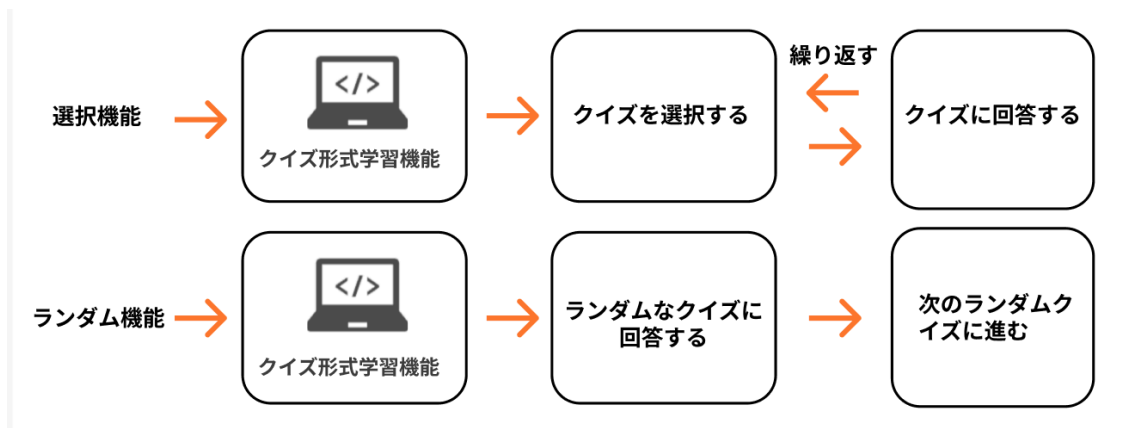 繰り返す
選択機能
</>
クイズ形式学習機能
クイズを選択する
クイズに回答する
ランダム機能
</>
クイズ形式学習機能
ランダムなクイズに
回答する
次のランダムク
イズに進む